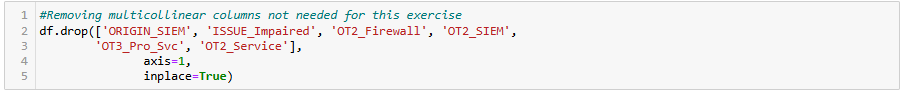 1 #Removing multicollinear columns not needed for this exercise
2 df.drop(['ORIGIN_SIEM', 'ISSUE_Impaired', 'OT2_Firewall', 'OT2_SIEM',
3         'OT3_Pro_Svc', 'OT2_Service'],
4                axis=1,
5                inplace=True)